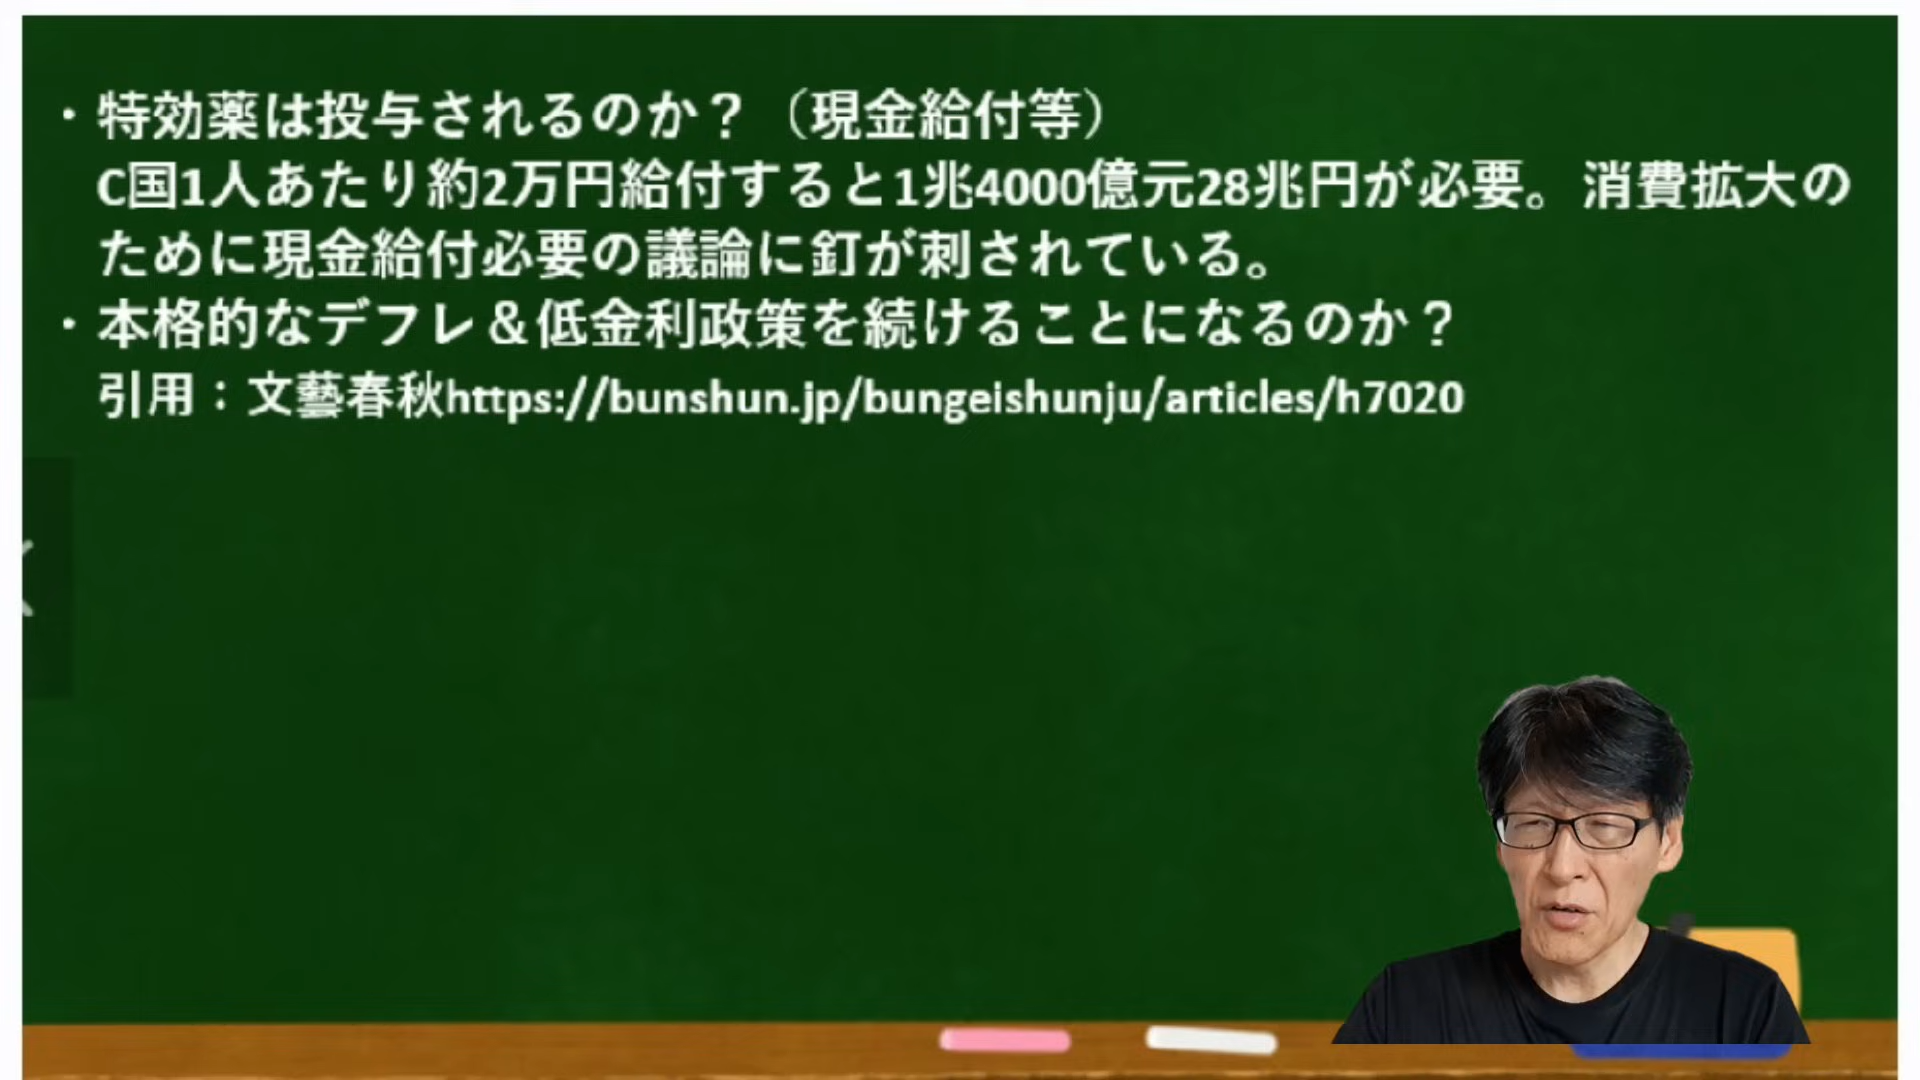 ・特効薬は投与されるのか？（現金給付等）
C国1人あたり約2万円給付すると1兆4000億元28兆円が必要。消費拡大の
ために現金給付必要の議論に釘が刺されている。
・本格的なデフレ＆低金利政策を続けることになるのか？
引用：文藝春秋https://bunshun.jp/bungeishunju/articles/h7020